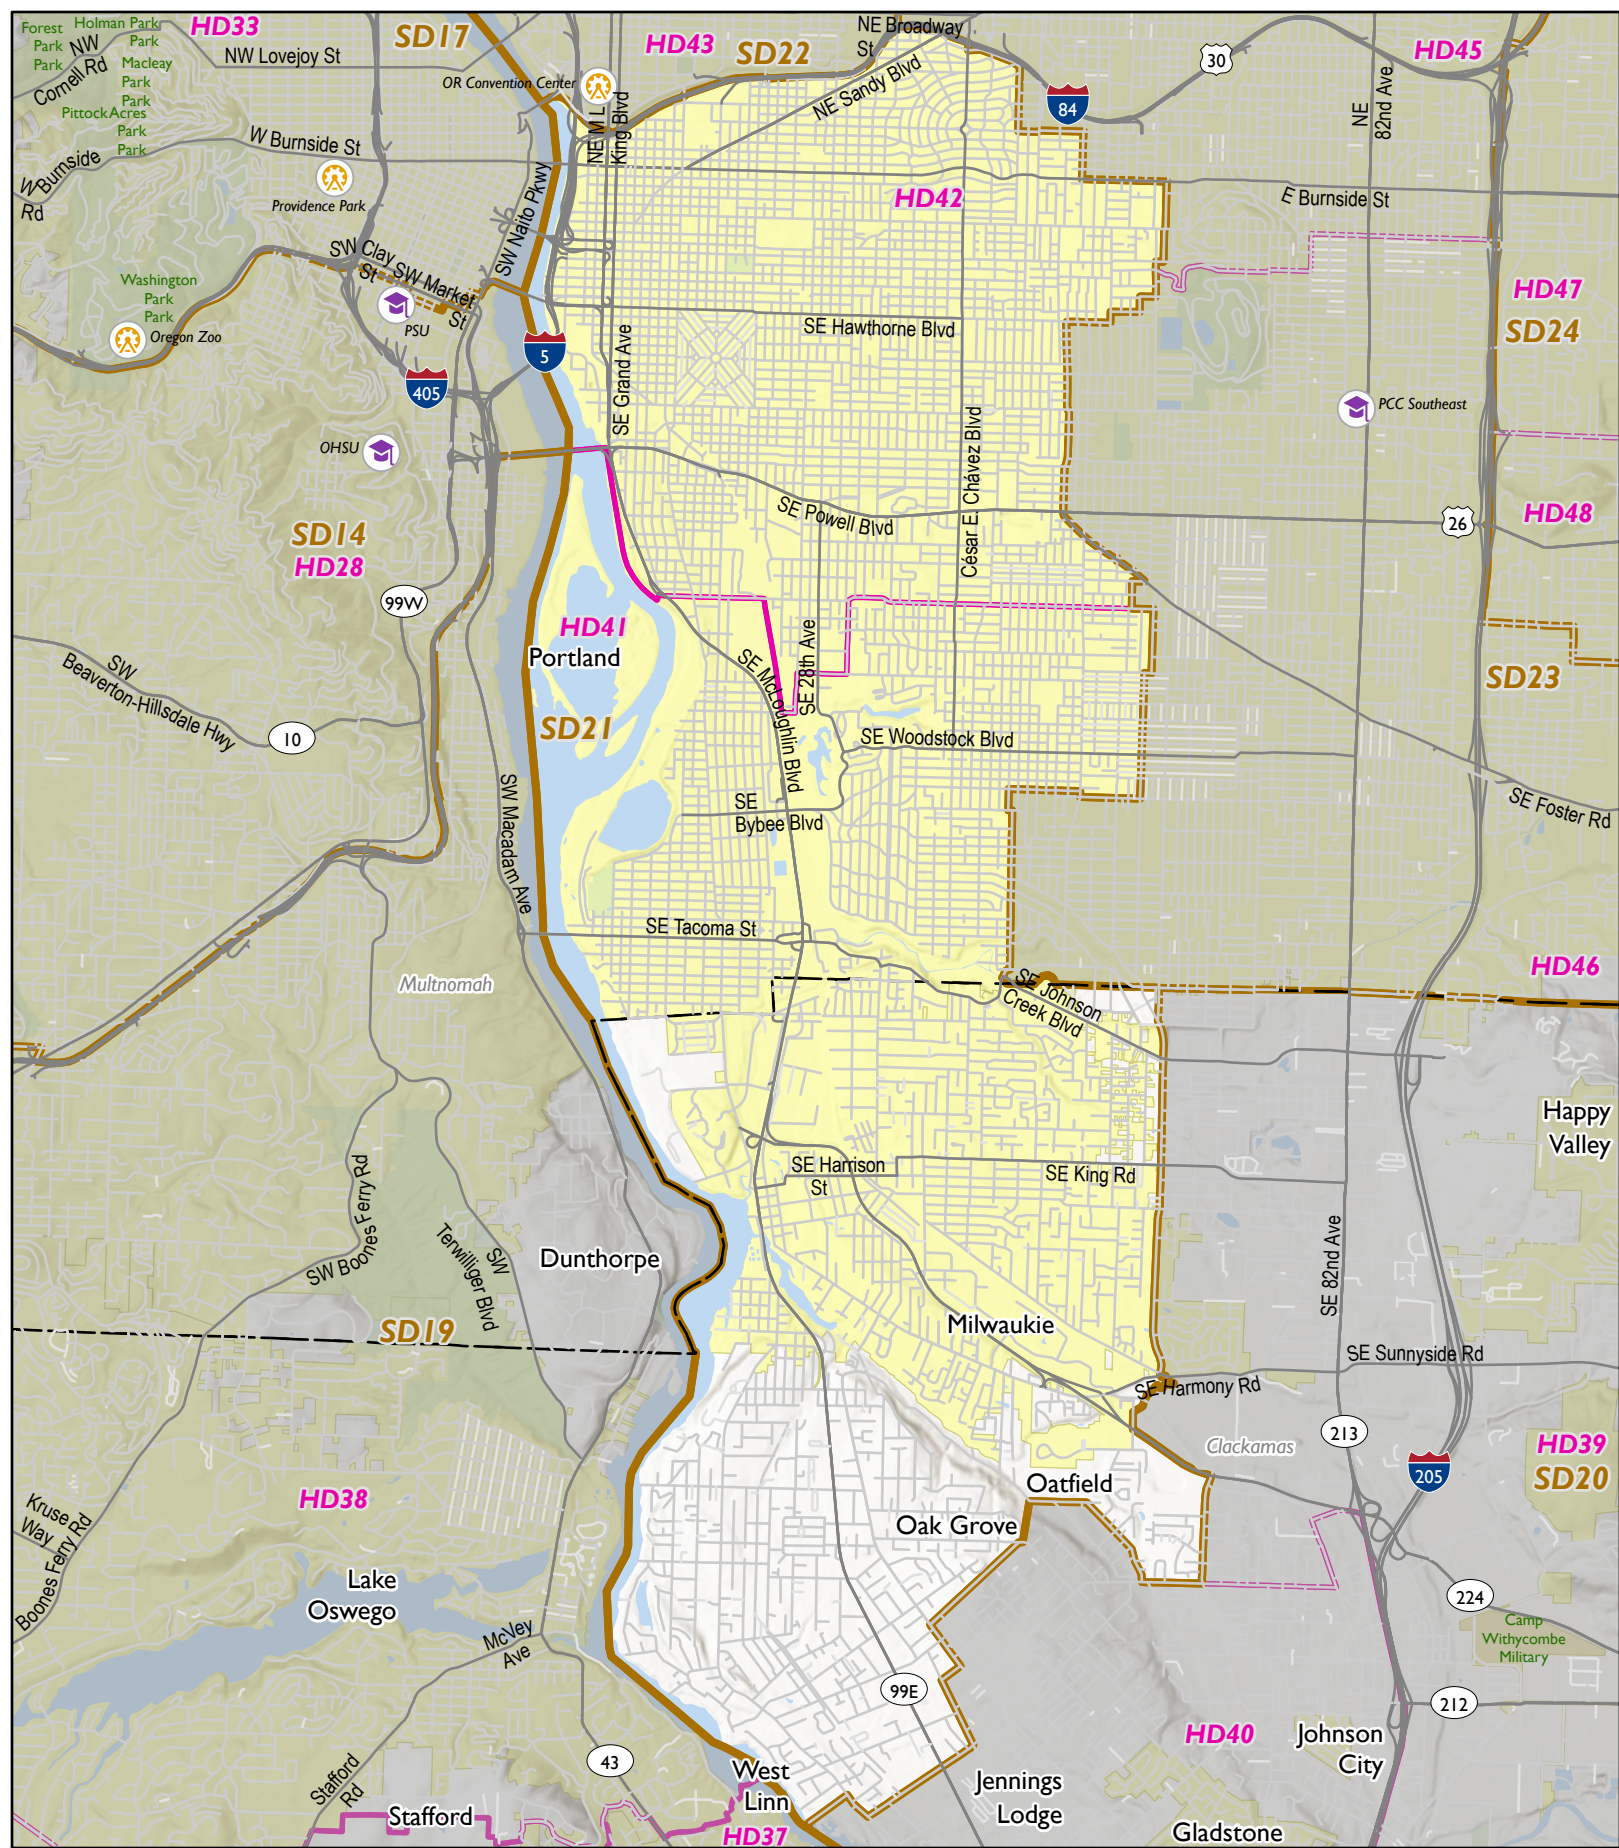 Forest
Park
Park
Holman Park
Park
Macleay
Park
Park
Pittock Acres
Park
Park
HD33
NW
Cornell Rd
NW Lovejoy St
SD17
HD43
SD22
NE Broadway
St
NE Sandy Blvd
30
HD45
OR Convention Center
84
NE
82nd Ave
NE M L
King Blvd
W Burnside St
W Burnside
Rd
Providence Park
SW Naito Pkwy
HD42
E Burnside St
SW Clay
St
SW Market
St
Washington
Park
Park
Oregon Zoo
PSU
5
405
SE Grand Ave
SE Hawthorne Blvd
HD47
SD24
PCC Southeast
OHSU
César E. Chávez Blvd
SE Powell Blvd
26
HD48
SD14
HD28
99W
HD41
Portland
SE 28th Ave
SE McLoughlin Blvd
SW
Beaverton-Hillsdale Hwy
10
SD21
SD23
SE Woodstock Blvd
SW Macadam Ave
SE
Bybee Blvd
SE Foster Rd
SE Tacoma St
Multnomah
HD46
SE Johnson
Creek Blvd
Happy
Valley
SE Harrison
St
SE King Rd
SW Boones Ferry Rd
SW
Terwilliger Blvd
Dunthorpe
SE 82nd Ave
SD19
Milwaukie
SE Sunnyside Rd
SE Harmony Rd
213
Clackamas
205
HD39
SD20
HD38
Oatfield
Oak Grove
Kruse
Way
Boones Ferry Rd
Lake
Oswego
224
Camp
Withycombe
Military
McVey
Ave
99E
212
HD40
Johnson
City
43
West
Linn
Stafford
Rd
Stafford
Jennings
Lodge
HD37
Gladstone